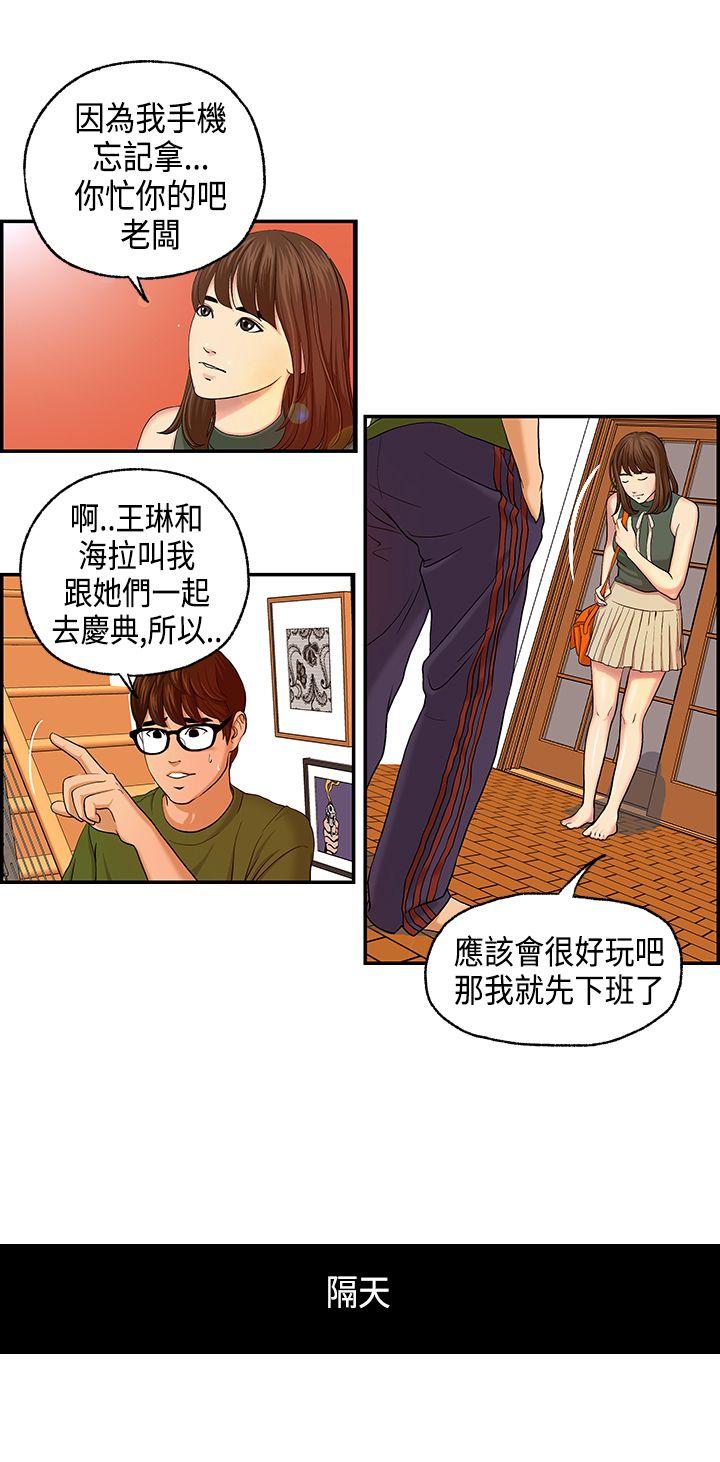 因為我手機
忘記拿...
你忙你的吧
老闆
啊..王琳和
海拉叫我
跟她們一起
去慶典,所以..
應該會很好玩吧
那我就先下班了
隔天